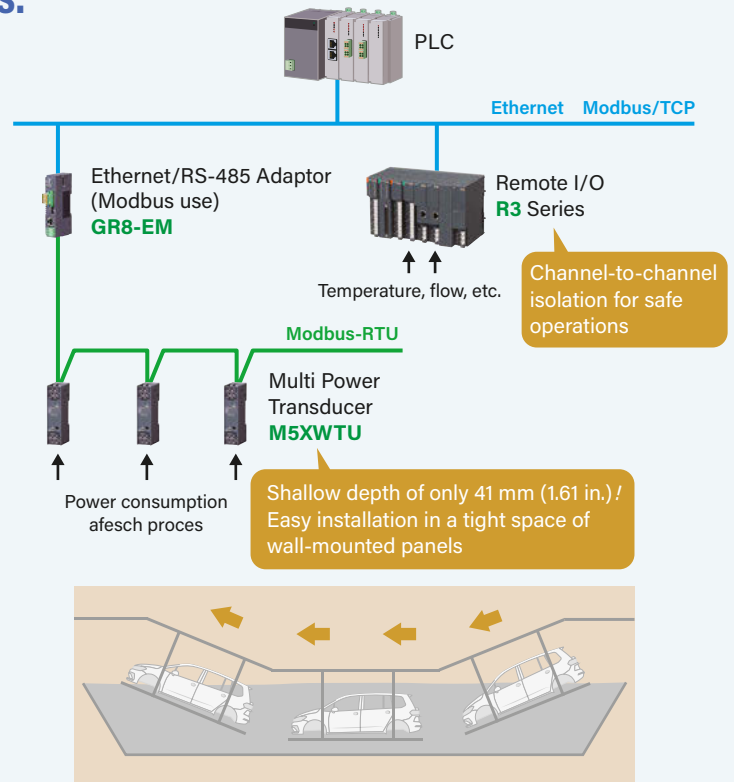 s.
PLC
Ethernet Modbus/TCP
Ethernet/RS-485 Adaptor
(Modbus use)
GR8-EM
Remote I/O
R3 Series
Temperature, flow, etc.
Channel-to-channel
isolation for safe
operations
Modbus-RTU
Multi Power
Transducer
M5XWTU
Power consumption
afesch proces
Shallow depth of only 41 mm (1.61 in.)!
Easy installation in a tight space of
wall-mounted panels